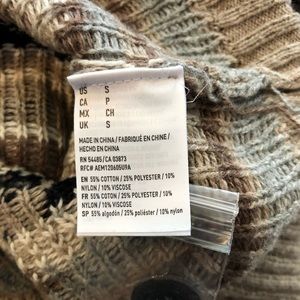 US S
CA P
MX CH
UK S
MADE IN CHINA / FABRIQUÉ EN CHINE /
HECHO EN CHINA
RN 54485 / CA 03873
RFC# AEM120605U9A
EN 55% COTTON / 25% POLYESTER / 10%
NYLON / 10% VISCOSE
FR 55% COTTON / 25% POLYESTER / 10%
NYLON / 10% VISCOSE
SP 55% algodón / 25% poliéster / 10% nylon